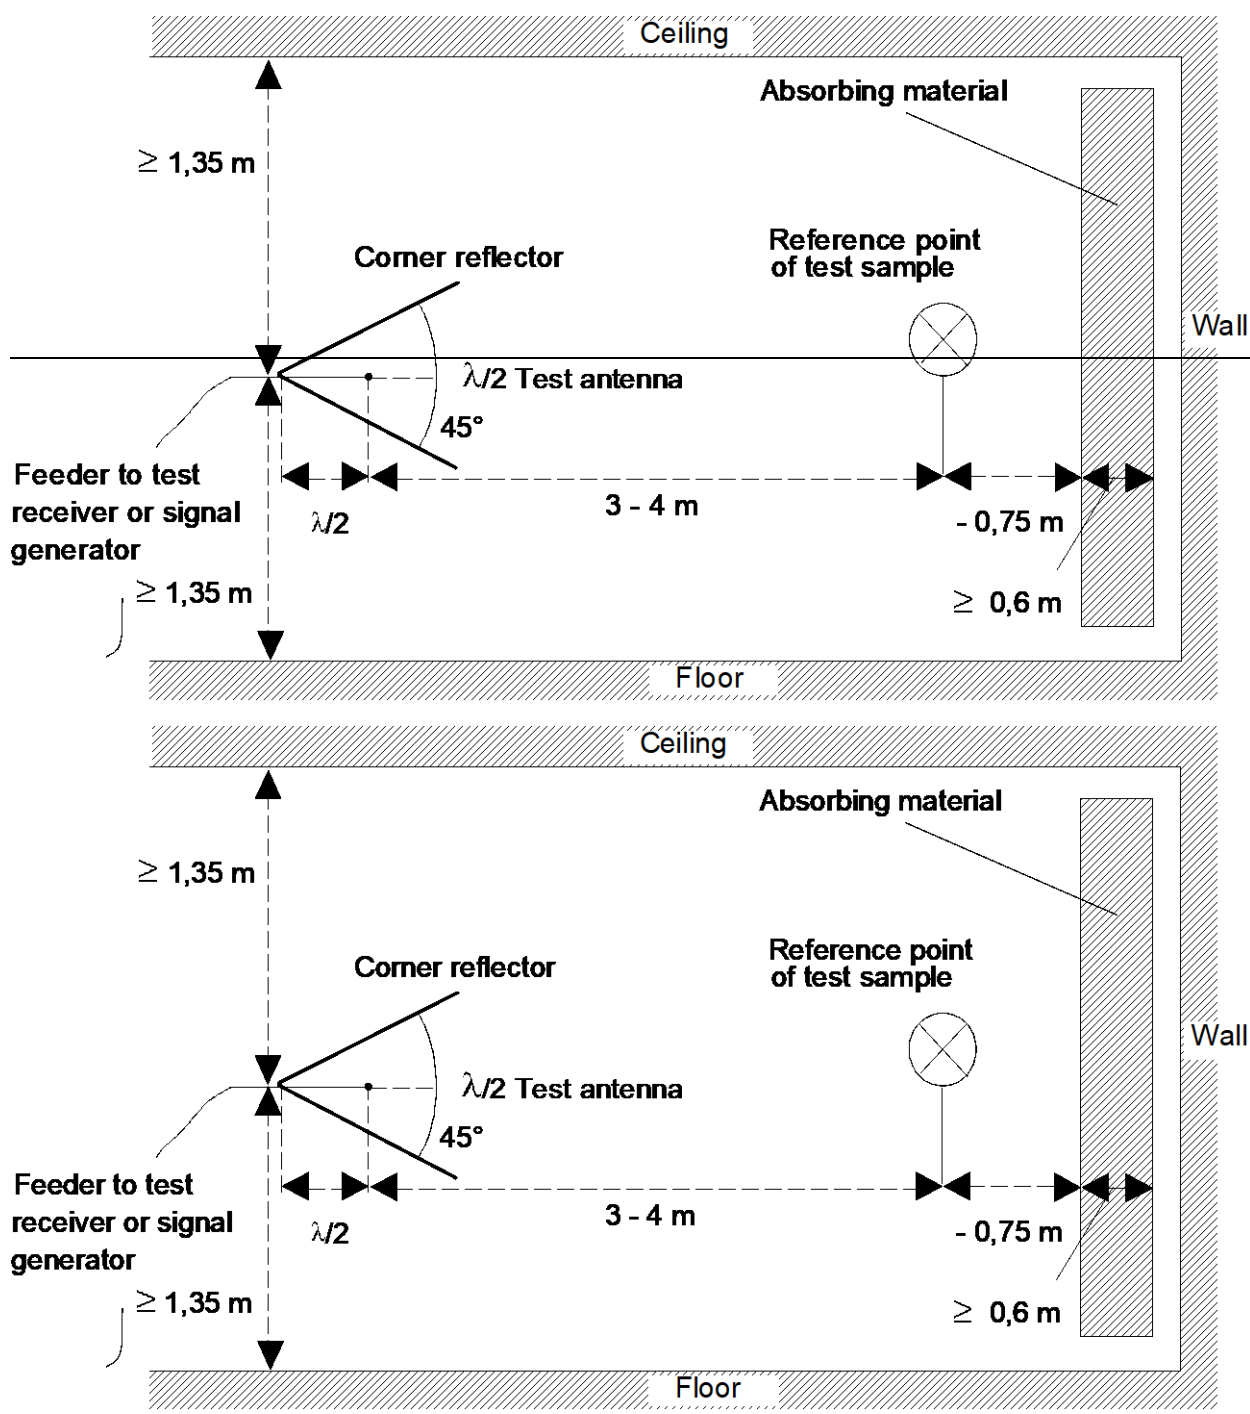 Ceiling
Absorbing material
≥ 1,35 m
Reference point
of test sample
Corner reflector
Wall
λ/2 Test antenna
45°
Feeder to test
receiver or signal
generator
λ/2
3 - 4 m
- 0,75 m
≥ 1,35 m
≥ 0,6 m
Floor
Ceiling
Absorbing material
≥ 1,35 m
Reference point
of test sample
Corner reflector
Wall
λ/2 Test antenna
45°
Feeder to test
receiver or signal
generator
λ/2
3 - 4 m
- 0,75 m
≥ 1,35 m
≥ 0,6 m
Floor